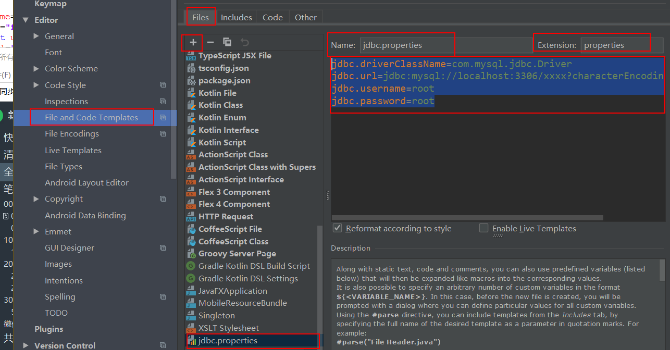 Keymap
Editor
General
Font
Color Scheme
Code Style
Inspections
File and Code Templates
File Encodings
Live Templates
File Types
Android Layout Editor
Copyright
Android Data Binding
Emmet
GUI Designer
Images
Intentions
Spelling
TODO
Plugins
Version Control
Files Includes Code Other
TypeScript JSX File
tsconfig.json
package.json
Kotlin File
Kotlin Class
Kotlin Enum
Kotlin Interface
Kotlin Script
ActionScript Class
ActionScript Class with Supers
ActionScript Interface
Flex 3 Component
Flex 4 Component
HTTP Request
CoffeeScript File
CoffeeScript Class
Groovy Server Page
Gradle Kotlin DSL Build Script
Gradle Kotlin DSL Settings
JavaFXApplication
MobileResourceBundle
Singleton
XSLT Stylesheet
jdbc.properties
Name: jdbc.properties Extension: properties
jdbc.driverClassName=com.mysql.jdbc.Driver
jdbc.url=jdbc:mysql://localhost:3306/xxxx?characterEncodin
jdbc.username=root
jdbc.password=root
Reformat according to style Enable Live Templates
Description
Along with static text, code and comments, you can also use predefined variables (listed
below) that will then be expanded like macros into the corresponding values.
It is also possible to specify an arbitrary number of custom variables in the format
${<VARIABLE_NAME>}. In this case, before the new file is created, you will be
prompted with a dialog where you can define particular values for all custom variables.
Using the #parse directive, you can include templates from the Includes tab, by
specifying the full name of the desired template as a parameter in quotation marks. For
example:
#parse("File Header.java")